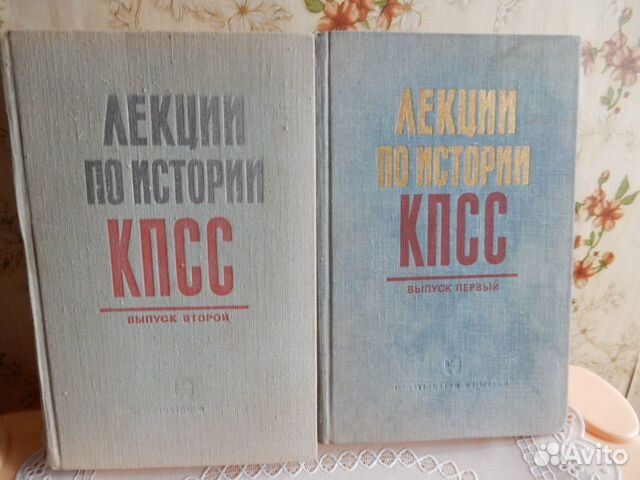 ЛЕКЦИИ
ПО ИСТОРИИ
КПСС
ВЫПУСК ВТОРОЙ
ЛЕКЦИИ
ПО ИСТОРИИ
КПСС
ВЫПУСК ПЕРВЫЙ
Avito